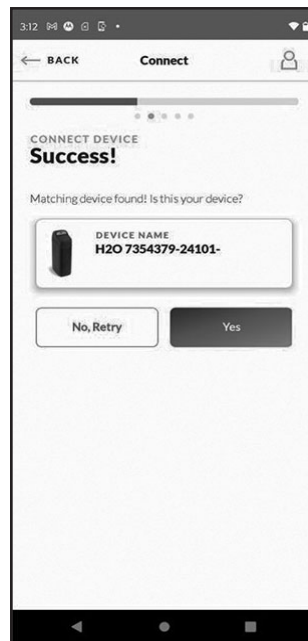 3:12
BACK
Connect
CONNECT DEVICE
Success!
Matching device found! Is this your device?
DEVICE NAME
H2O 7354379-24101-
No, Retry
Yes